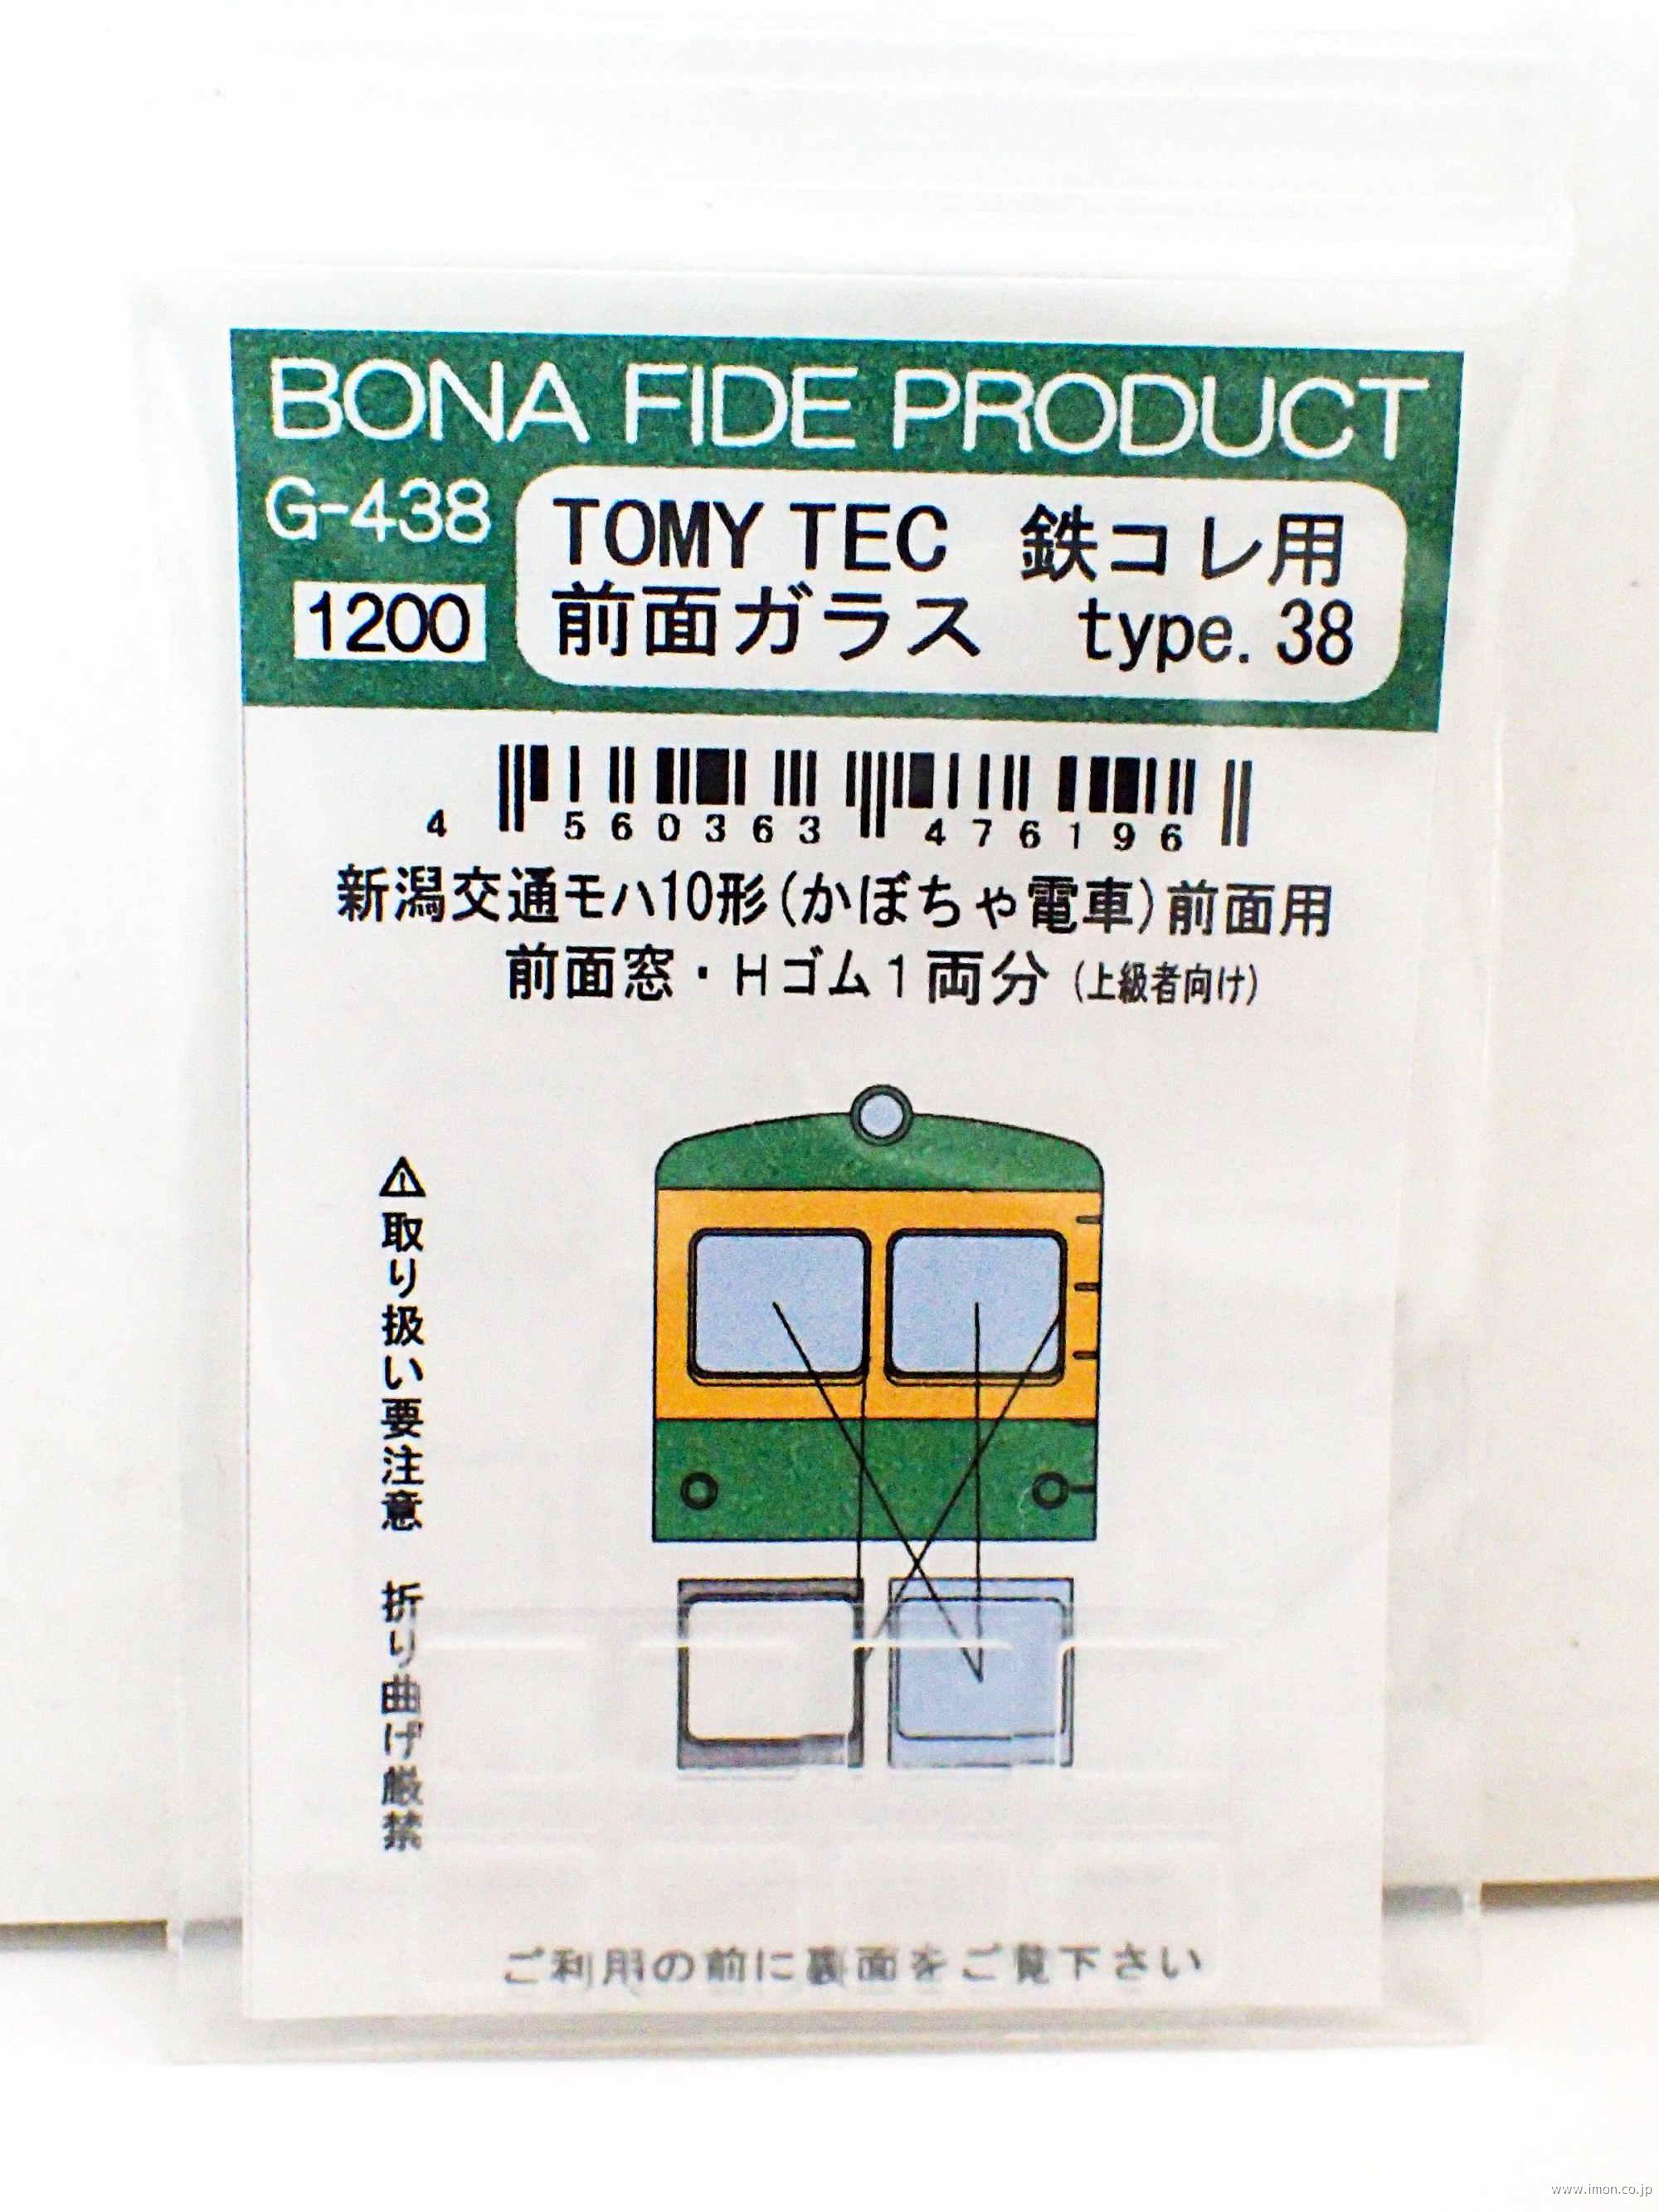 BONA FIDE PRODUCT
G-438
1200
TOMY TEC 鉄コレ用
前面ガラス type.38
4 560363 476196
新潟交通モハ10形(かぼちゃ電車)前面用
前面窓・Hゴム1両分(上級者向け)
⚠取り扱い要注意 折り曲げ厳禁
ご利用の前に裏面をご覧下さい
www.imon.co.jp